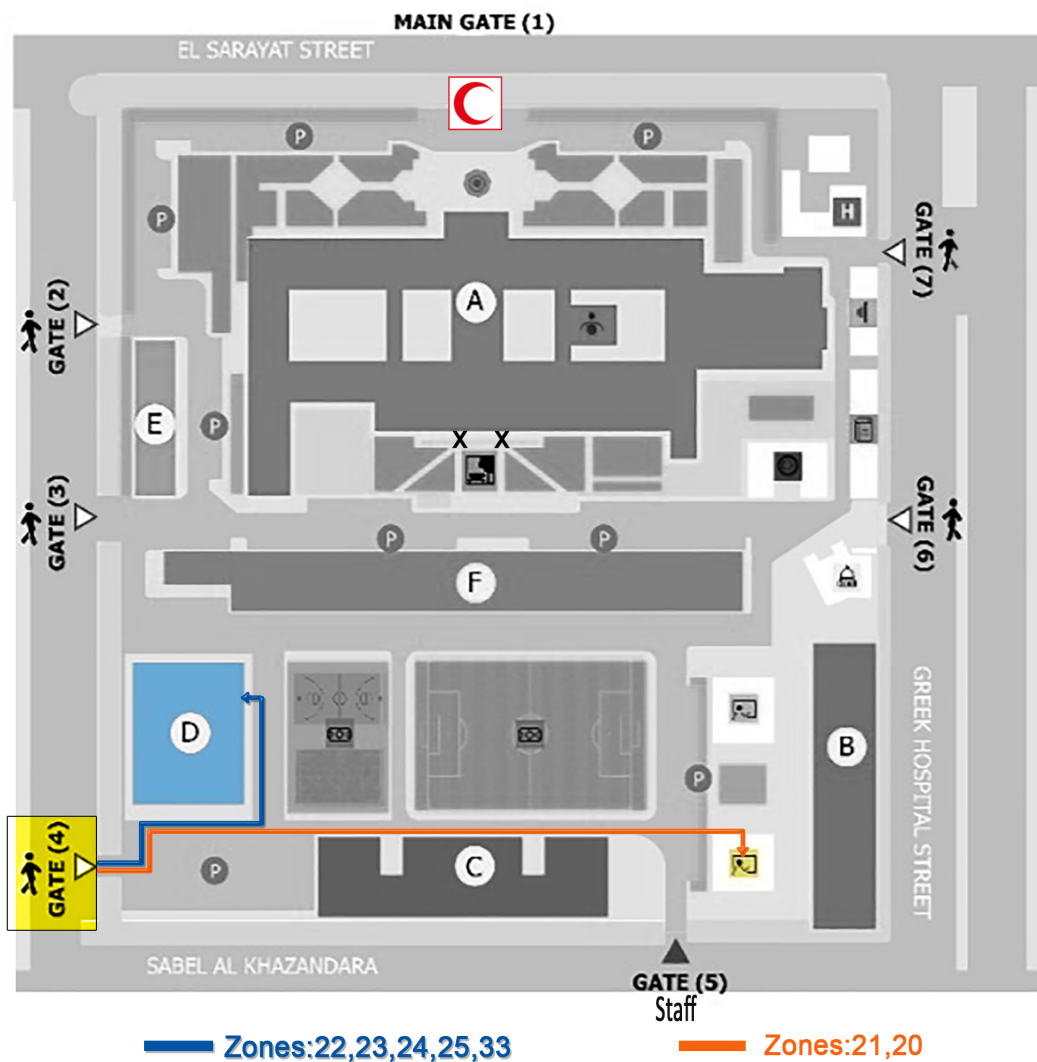 MAIN GATE (1)
EL SARAYAT STREET
P
P
P
H
GATE (7)
GATE (2)
A
E
P
X X
GATE (3)
GATE (6)
P
P
F
D
B
GREEK HOSPITAL STREET
P
GATE (4)
P
C
SABEL AL KHAZANDARA
GATE (5)
Staff
Zones:22,23,24,25,33
Zones:21,20